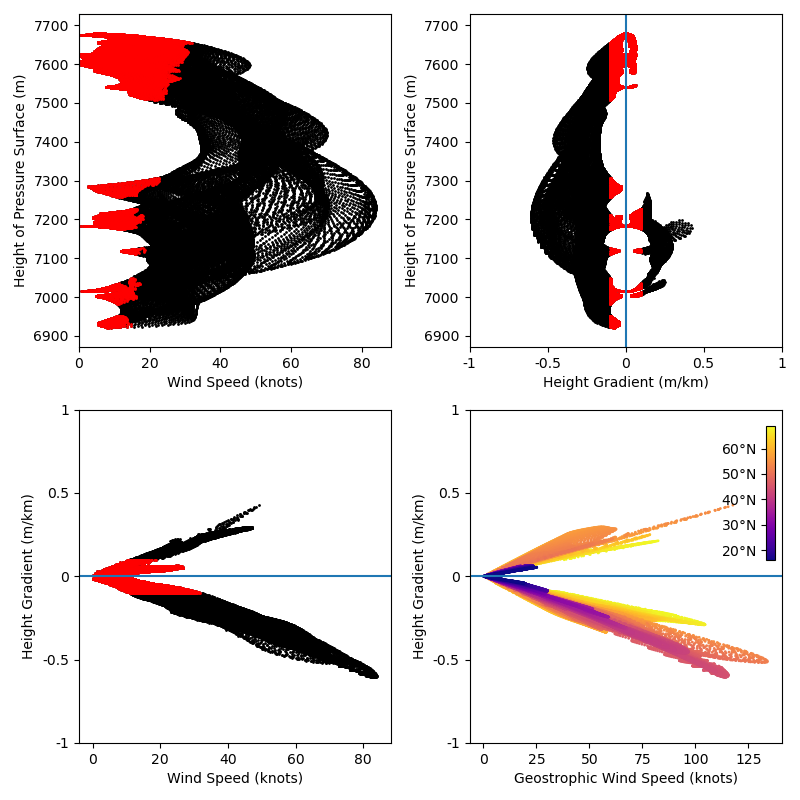 7700
7600
7500
7400
7300
7200
7100
7000
6900
Height of Pressure Surface (m)
0 20 40 60 80
Wind Speed (knots)
7700
7600
7500
7400
7300
7200
7100
7000
6900
Height of Pressure Surface (m)
-1 -0.5 0 0.5 1
Height Gradient (m/km)
1
0.5
0
-0.5
-1
Height Gradient (m/km)
0 20 40 60 80
Wind Speed (knots)
1
0.5
0
-0.5
-1
Height Gradient (m/km)
60°N
50°N
40°N
30°N
20°N
0 25 50 75 100 125
Geostrophic Wind Speed (knots)